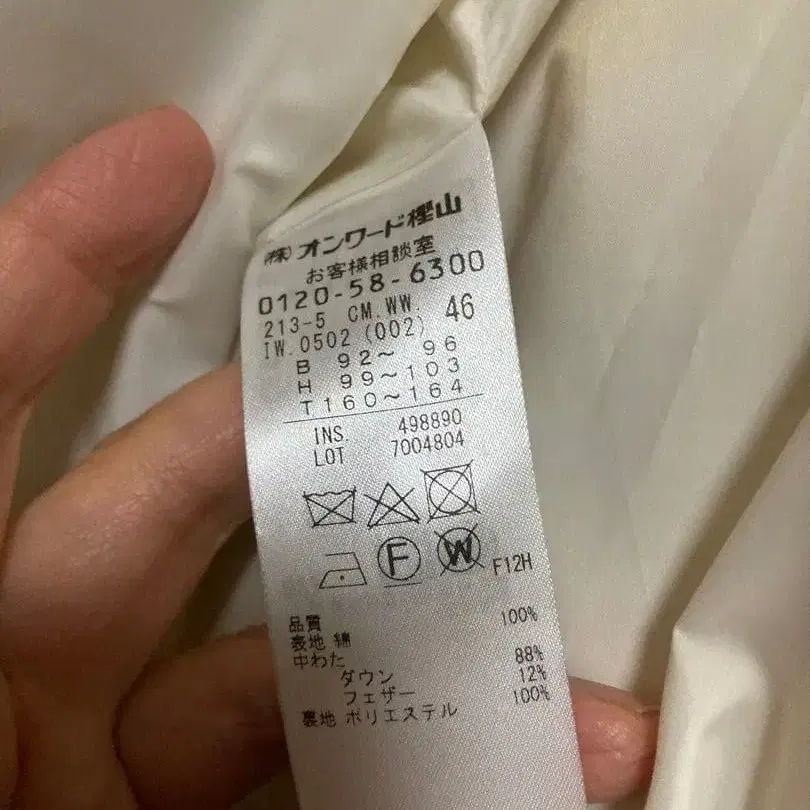 (株)オンワード樫山
お客様相談室
0120-58-6300
213-5 CM.WW. 46
IW.0502(002)
B 92～ 96
H 99～103
T160～164
INS. 498890
LOT 7004804
F W F12H
品質
表地 綿 100%
中わた
ダウン 88%
フェザー 12%
裏地 ポリエステル 100%